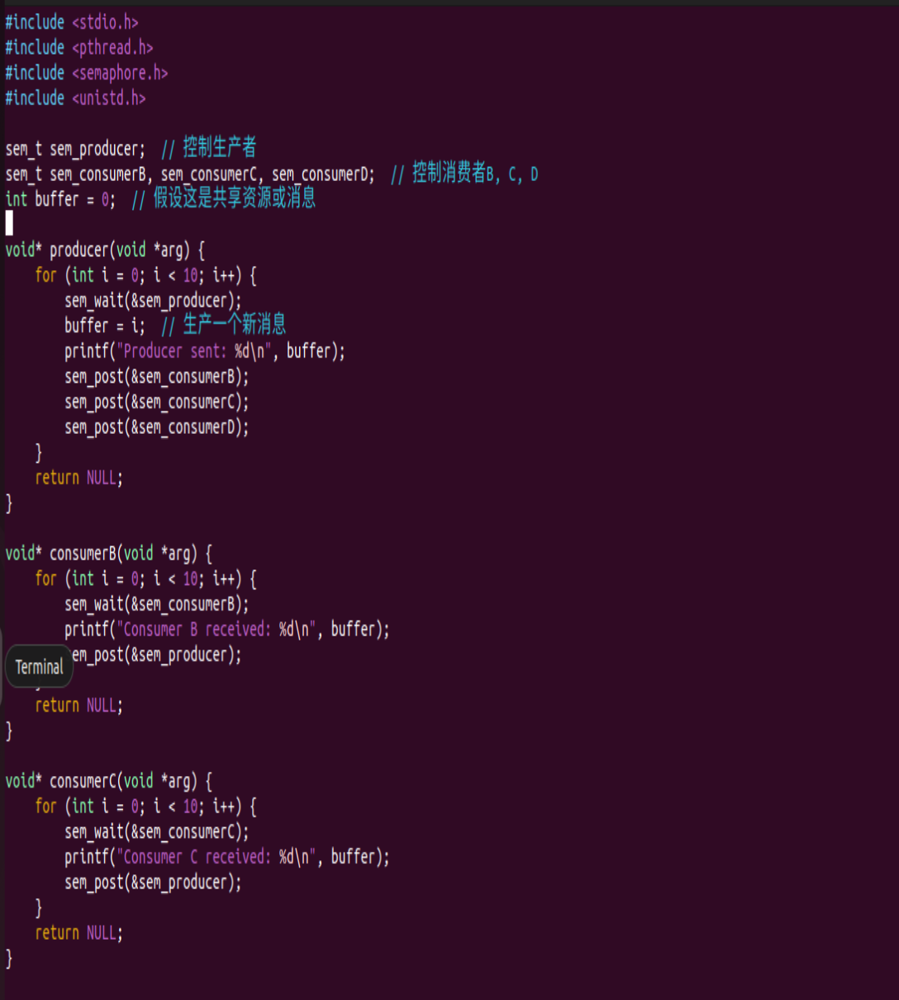 #include <stdio.h>
#include <pthread.h>
#include <semaphore.h>
#include <unistd.h>
sem_t sem_producer;  // 控制生产者
sem_t sem_consumerB, sem_consumerC, sem_consumerD;  // 控制消费者B, C, D
int buffer = 0;  // 假设这是共享资源或消息
void* producer(void *arg) {
    for (int i = 0; i < 10; i++) {
        sem_wait(&sem_producer);
        buffer = i;  // 生产一个新消息
        printf("Producer sent: %d\n", buffer);
        sem_post(&sem_consumerB);
        sem_post(&sem_consumerC);
        sem_post(&sem_consumerD);
    }
    return NULL;
}
void* consumerB(void *arg) {
    for (int i = 0; i < 10; i++) {
        sem_wait(&sem_consumerB);
        printf("Consumer B received: %d\n", buffer);
        em_post(&sem_producer);
Terminal
    return NULL;
}
void* consumerC(void *arg) {
    for (int i = 0; i < 10; i++) {
        sem_wait(&sem_consumerC);
        printf("Consumer C received: %d\n", buffer);
        sem_post(&sem_producer);
    }
    return NULL;
}